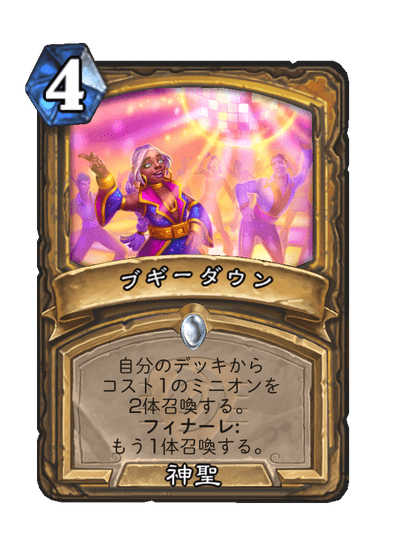 4
ブギーダウン
自分のデッキから
コスト1のミニオンを
2体召喚する。
フィナーレ:
もう1体召喚する。
神聖